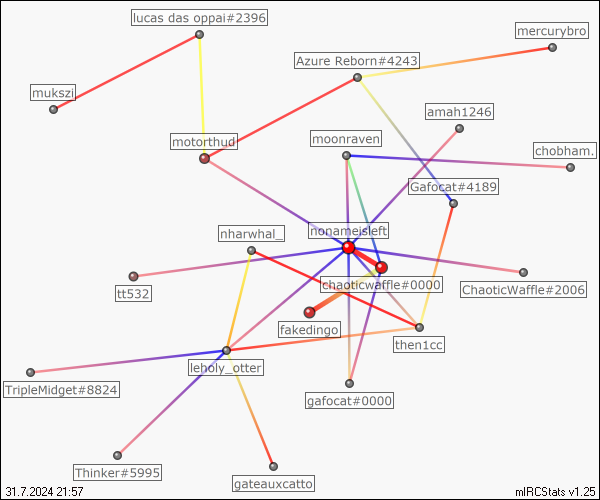 lucas das oppai#2396
mercurybro
Azure Reborn#4243
mukszi
amah1246
motorthud
moonraven
chobham.
Gafocat#4189
nharwhal_
nonameisleft
tt532
chaoticwaffle#0000
ChaoticWaffle#2006
fakedingo
then1cc
leholy_otter
TripleMidget#8824
gafocat#0000
Thinker#5995
gateauxcatto
31.7.2024 21:57
mIRCStats v1.25